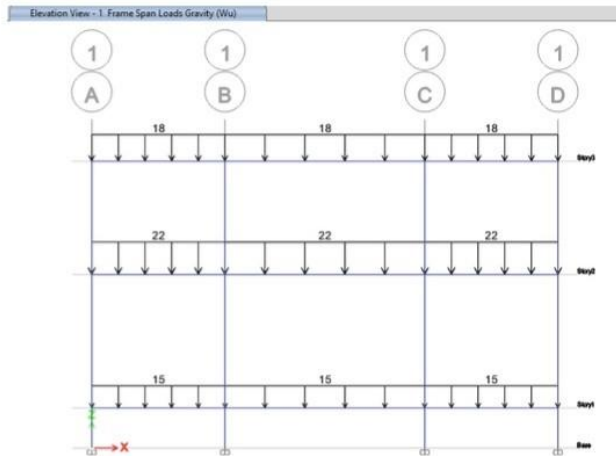 Elevation View - 1 Frame Span Loads Gravity (Wu)
1 1 1 1
A B C D
18 18 18
Story3
22 22 22
Story2
15 15 15
Story1
X
Base